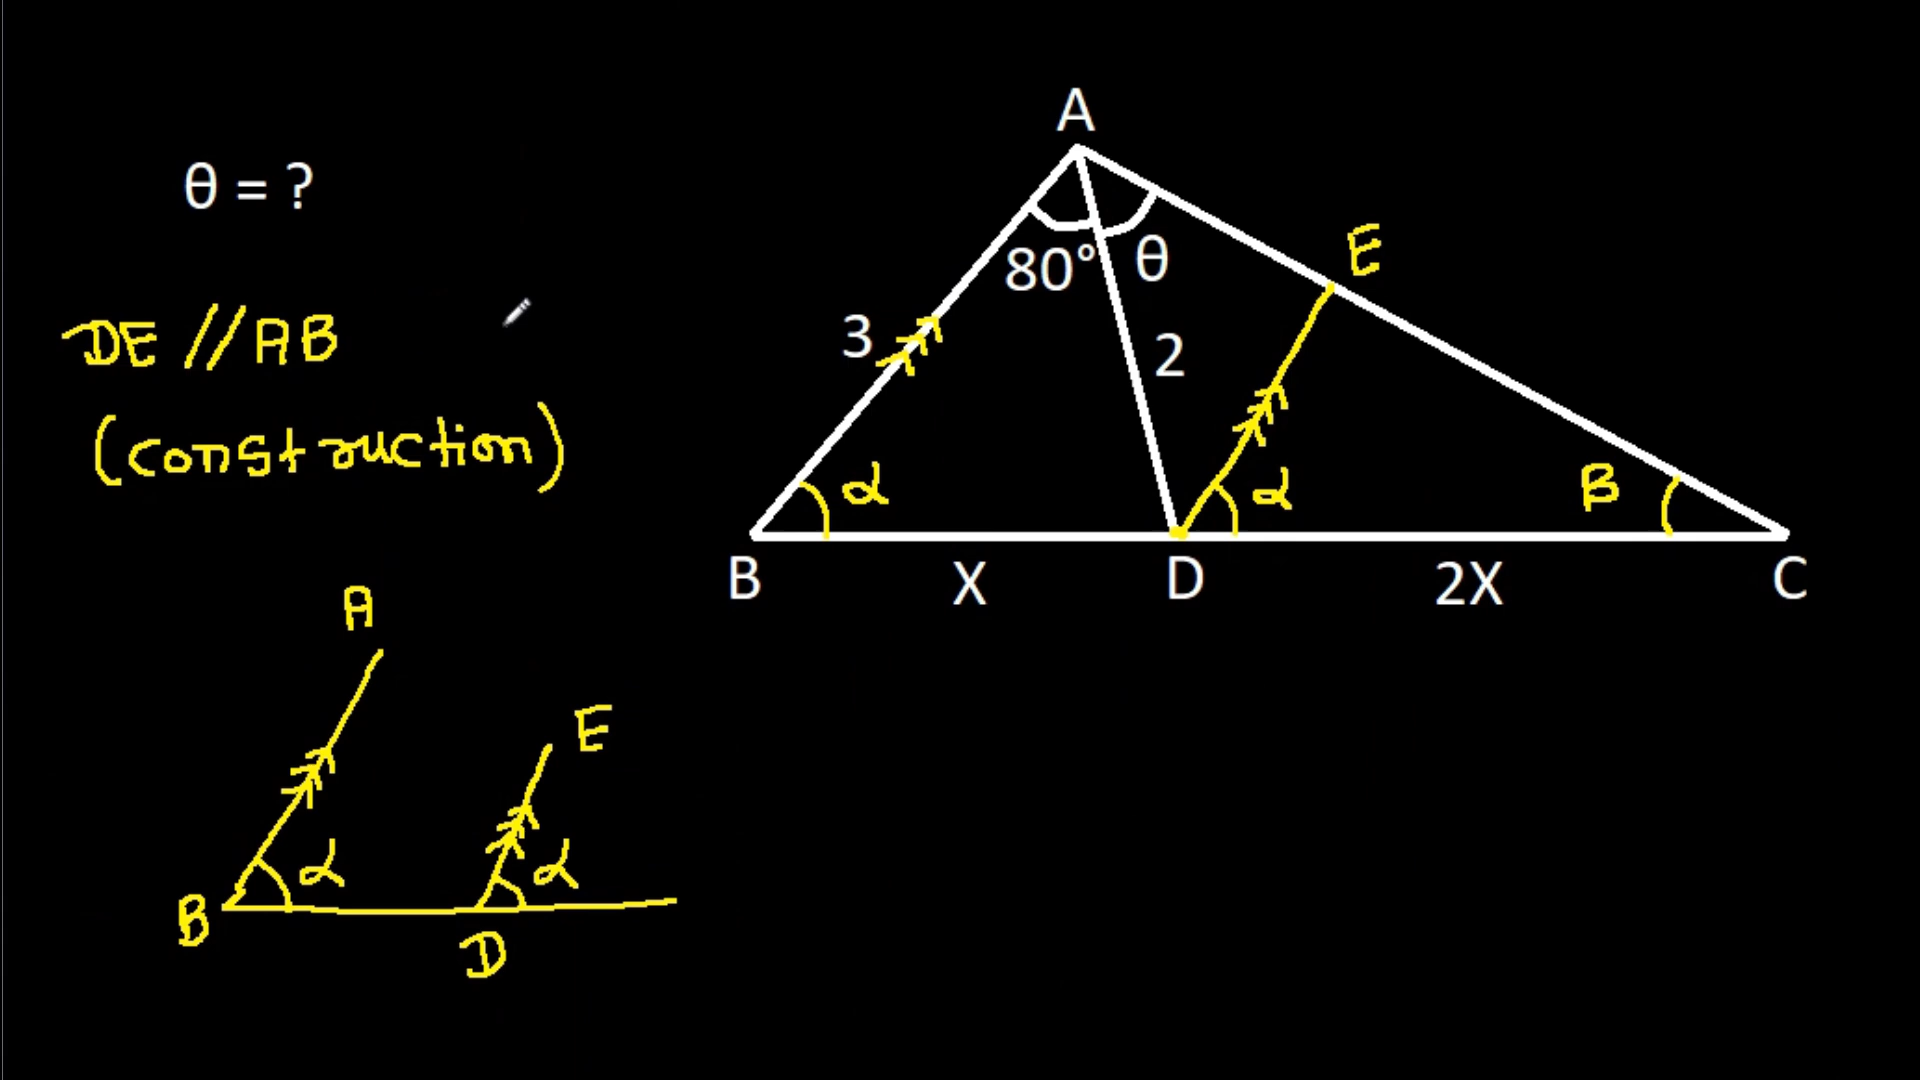 θ = ?
DE // AB
(construction)
A
80°
θ
E
3
2
α
α
B
B
X
D
2X
C
A
E
α
α
B
D